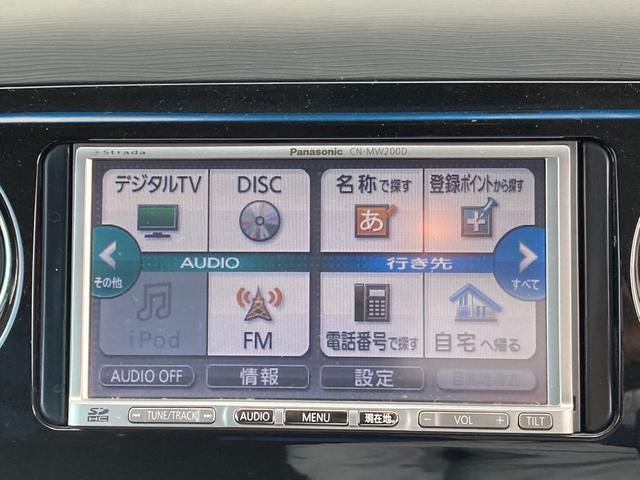 Strada
Panasonic CN-MW200D
デジタルTV DISC 名称で探す 登録ポイントから探す
その他 AUDIO 行き先 すべて
iPod FM 電話番号で探す 自宅へ帰る
AUDIO OFF 情報 設定
SD HC TUNE/TRACK AUDIO MENU 現在地 VOL TILT